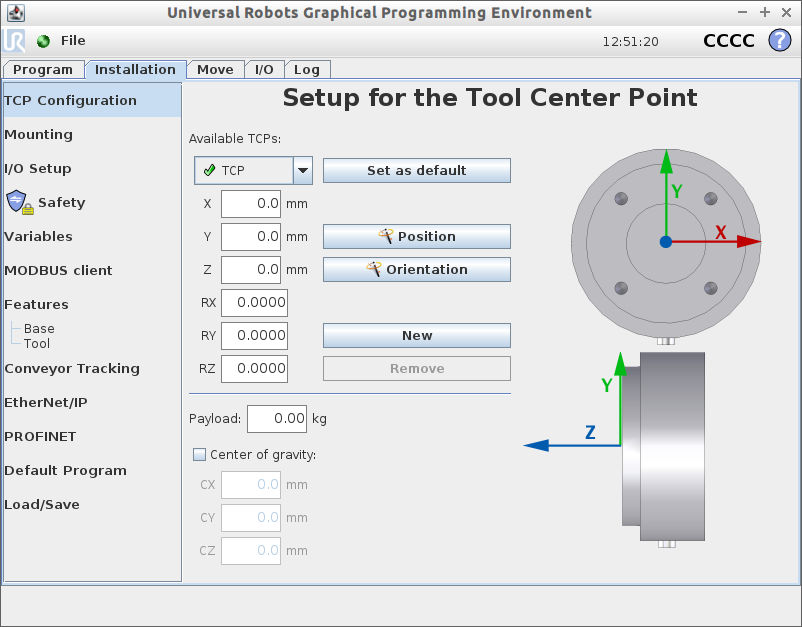 Universal Robots Graphical Programming Environment
UR File 12:51:20 CCCC ?
Program Installation Move I/O Log
TCP Configuration
Mounting
I/O Setup
Safety
Variables
MODBUS client
Features
Base
Tool
Conveyor Tracking
EtherNet/IP
PROFINET
Default Program
Load/Save
Setup for the Tool Center Point
Available TCPs:
TCP Set as default
X 0.0 mm
Y 0.0 mm Position
Z 0.0 mm Orientation
RX 0.0000
RY 0.0000 New
RZ 0.0000 Remove
Payload: 0.00 kg
Center of gravity:
CX 0.0 mm
CY 0.0 mm
CZ 0.0 mm
Y
X
Y
Z